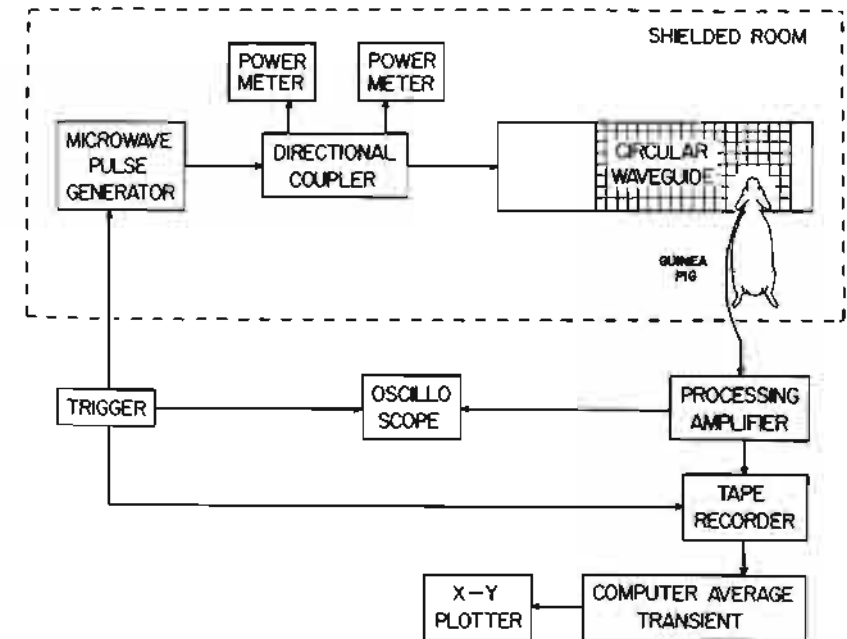 SHIELDED ROOM
POWER
METER
POWER
METER
MICROWAVE
PULSE
GENERATOR
DIRECTIONAL
COUPLER
CIRCULAR
WAVEGUIDE
GUINEA
PIG
TRIGGER
OSCILLO
SCOPE
PROCESSING
AMPLIFIER
TAPE
RECORDER
X-Y
PLOTTER
COMPUTER AVERAGE
TRANSIENT